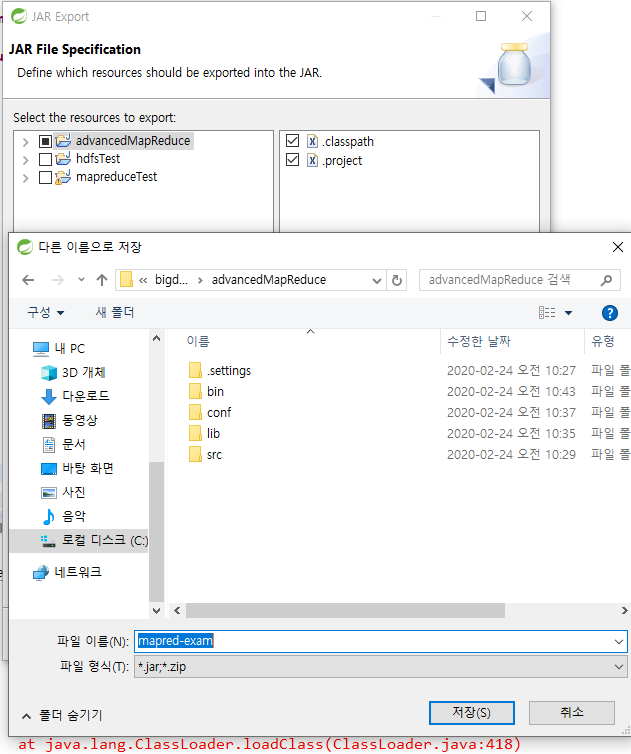 JAR Export
JAR File Specification
Define which resources should be exported into the JAR.
Select the resources to export:
advancedMapReduce
hdfsTest
mapreduceTest
.classpath
.project
다른 이름으로 저장
« bigd... › advancedMapReduce
advancedMapReduce 검색
구성
새 폴더
이름
수정한 날짜
유형
내 PC
3D 개체
다운로드
동영상
문서
바탕 화면
사진
음악
로컬 디스크 (C:)
네트워크
.settings 2020-02-24 오전 10:27 파일 폴
bin 2020-02-24 오전 10:43 파일 폴
conf 2020-02-24 오전 10:37 파일 폴
lib 2020-02-24 오전 10:35 파일 폴
src 2020-02-24 오전 10:29 파일 폴
파일 이름(N): mapred-exam
파일 형식(T): *.jar;*.zip
폴더 숨기기
저장(S)
취소
at java.lang.ClassLoader.loadClass(ClassLoader.java:418)